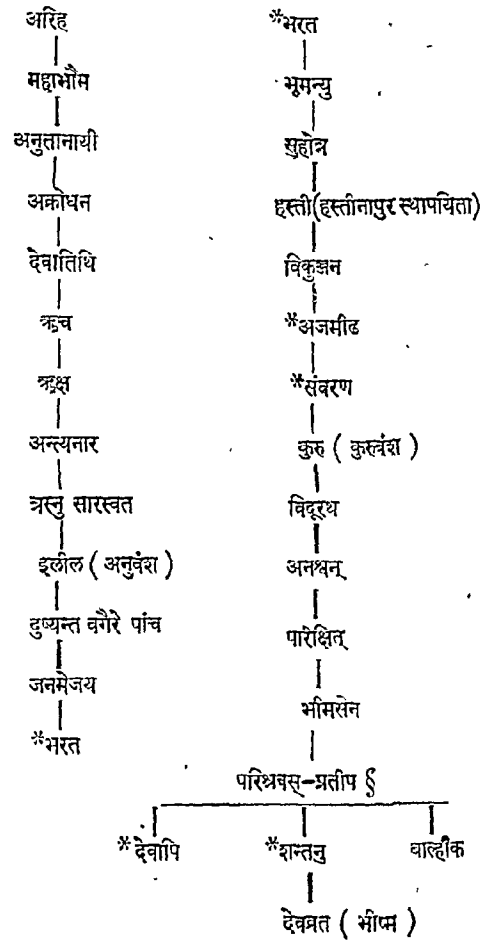 अरिह
महाभौम
अनुतानायी
अक्रोधन
देवातिथि
ऋच
ऋक्ष
अन्त्यनार
त्रस्नु सारस्वत
इलील ( अनुवंश )
दुष्यन्त वगैरे पांच
जनमेजय
*भरत
*भरत
भूमन्यु
सुहोत्र
हस्ती(हस्तीनापुर स्थापयिता)
विकुञ्जन
*अजमीढ
*संवरण
कुरु ( कुरुवंश )
विदूरथ
अनश्वन्
परिक्षित्
भीमसेन
परिश्रवस्-प्रतीप §
*देवापि *शन्तनु वाल्हीक
देवव्रत ( भीष्म )